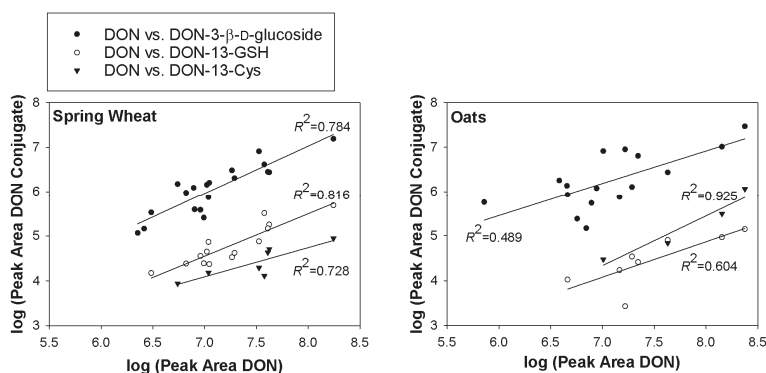 DON vs. DON-3-β-D-glucoside
DON vs. DON-13-GSH
DON vs. DON-13-Cys
Spring Wheat
log (Peak Area DON Conjugate)
8
7
6
5
4
3
R²=0.784
R²=0.816
R²=0.728
5.5 6.0 6.5 7.0 7.5 8.0 8.5
log (Peak Area DON)
Oats
log (Peak Area DON Conjugate)
8
7
6
5
4
3
R²=0.489
R²=0.925
R²=0.604
5.5 6.0 6.5 7.0 7.5 8.0 8.5
log (Peak Area DON)